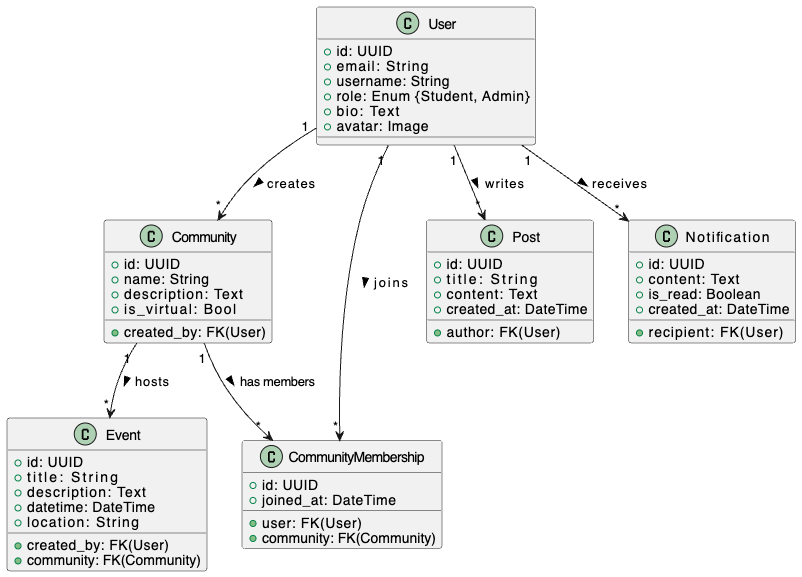 C User
id: UUID
email: String
username: String
role: Enum {Student, Admin}
bio: Text
avatar: Image
1
1
1
1
creates
joins
writes
receives
*
*
*
C Community
id: UUID
name: String
description: Text
is_virtual: Bool
created_by: FK(User)
C Post
id: UUID
title: String
content: Text
created_at: DateTime
author: FK(User)
C Notification
id: UUID
content: Text
is_read: Boolean
created_at: DateTime
recipient: FK(User)
1
1
hosts
has members
*
*
*
C Event
id: UUID
title: String
description: Text
datetime: DateTime
location: String
created_by: FK(User)
community: FK(Community)
C CommunityMembership
id: UUID
joined_at: DateTime
user: FK(User)
community: FK(Community)